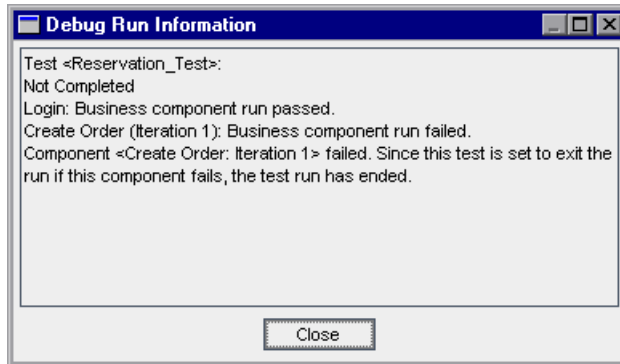 Debug Run Information
Test <Reservation_Test>:
Not Completed
Login: Business component run passed.
Create Order (Iteration 1): Business component run failed.
Component <Create Order: Iteration 1> failed. Since this test is set to exit the
run if this component fails, the test run has ended.
Close